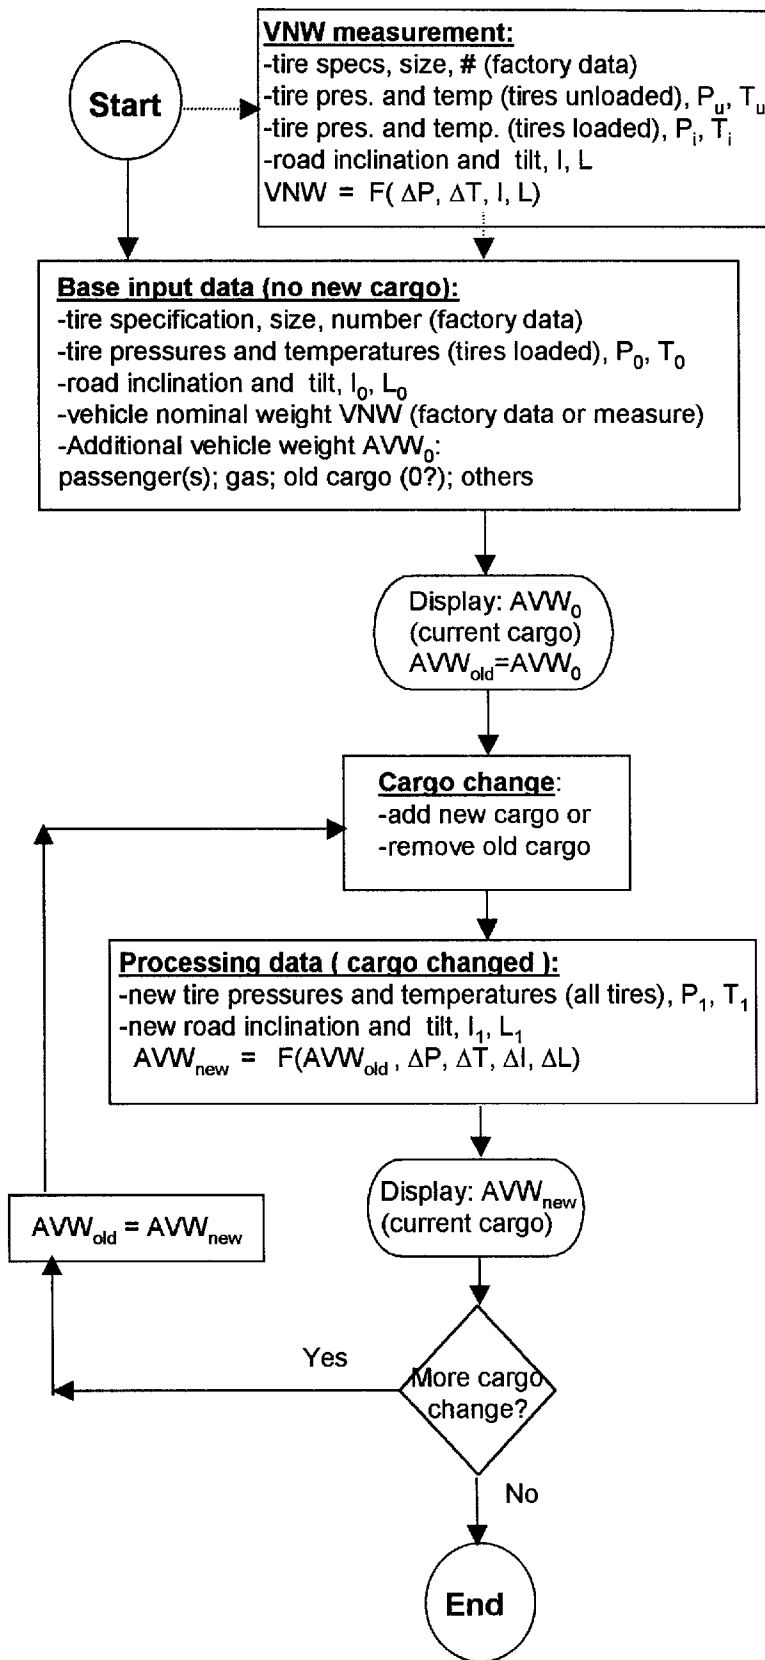 Start
VNW measurement:
-tire specs, size, # (factory data)
-tire pres. and temp (tires unloaded), Pᵤ, Tᵤ
-tire pres. and temp. (tires loaded), Pᵢ, Tᵢ
-road inclination and tilt, I, L
VNW = F( ΔP, ΔT, I, L)
Base input data (no new cargo):
-tire specification, size, number (factory data)
-tire pressures and temperatures (tires loaded), P₀, T₀
-road inclination and tilt, I₀, L₀
-vehicle nominal weight VNW (factory data or measure)
-Additional vehicle weight AVW₀:
passenger(s); gas; old cargo (0?); others
Display: AVW₀
(current cargo)
AVW_old=AVW₀
Cargo change:
-add new cargo or
-remove old cargo
Processing data ( cargo changed ):
-new tire pressures and temperatures (all tires), P₁, T₁
-new road inclination and tilt, I₁, L₁
AVW_new = F(AVW_old , ΔP, ΔT, ΔI, ΔL)
Display: AVW_new
(current cargo)
AVW_old = AVW_new
Yes
More cargo
change?
No
End